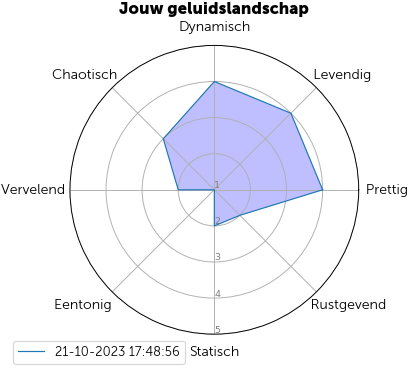 Jouw geluidslandschap
Dynamisch
Chaotisch
Levendig
Vervelend
1
Prettig
2
3
4
Eentonig
Rustgevend
5
21-10-2023 17:48:56
Statisch